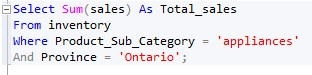 Select Sum(sales) As Total_sales
From inventory
Where Product_Sub_Category = 'appliances'
And Province = 'Ontario';